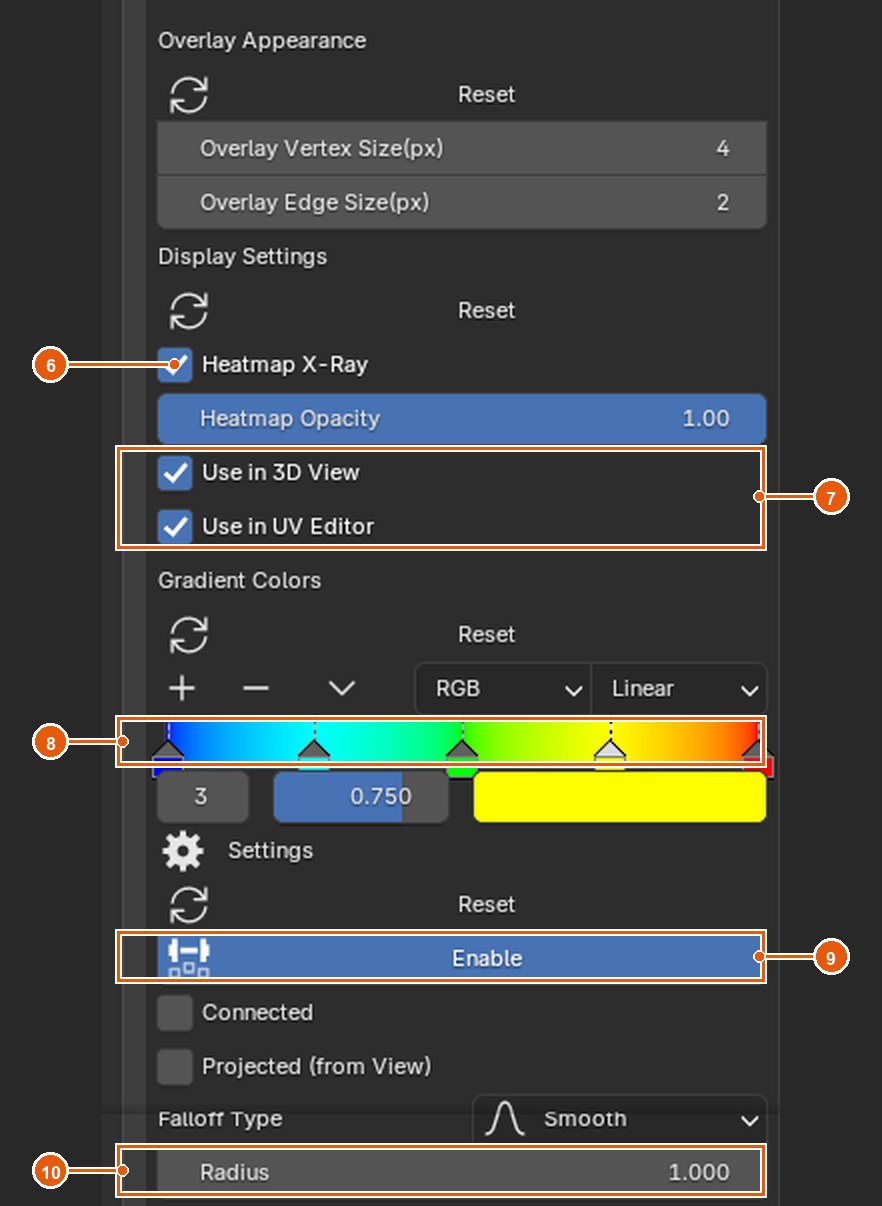 Overlay Appearance
Reset
Overlay Vertex Size(px) 4
Overlay Edge Size(px) 2
Display Settings
Reset
6 Heatmap X-Ray
Heatmap Opacity 1.00
Use in 3D View
7
Use in UV Editor
Gradient Colors
Reset
RGB Linear
8
3 0.750
Settings
Reset
Enable 9
Connected
Projected (from View)
Falloff Type Smooth
10 Radius 1.000